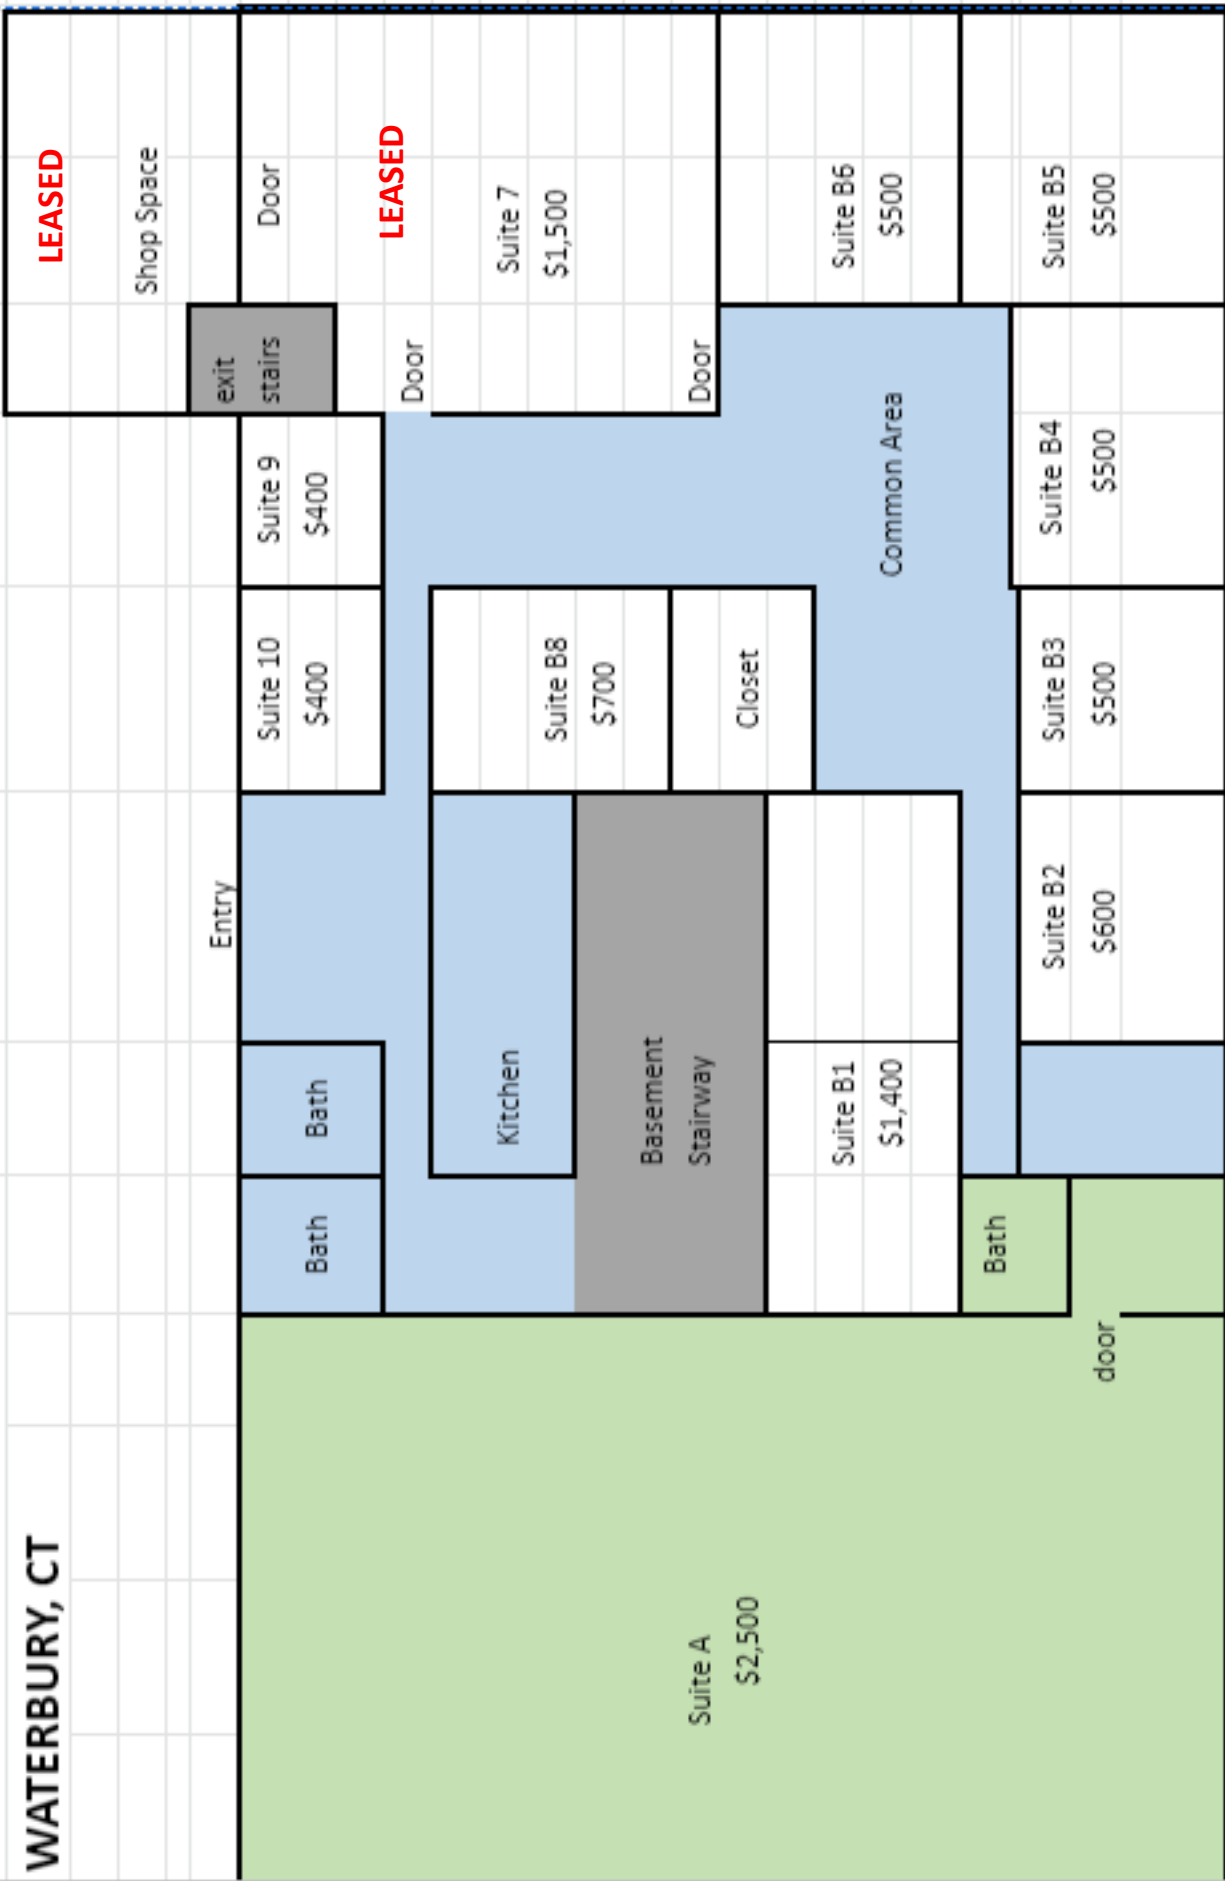 WATERBURY, CT
LEASED
Shop Space
Entry
exit
stairs
Door
LEASED
Door
Suite 7
$1,500
Door
Suite 9
$400
Suite 10
$400
Bath
Bath
Kitchen
Suite B8
$700
Closet
Basement
Stairway
Suite A
$2,500
Suite B1
$1,400
Common Area
Suite B6
$500
Bath
door
Suite B2
$600
Suite B3
$500
Suite B4
$500
Suite B5
$500